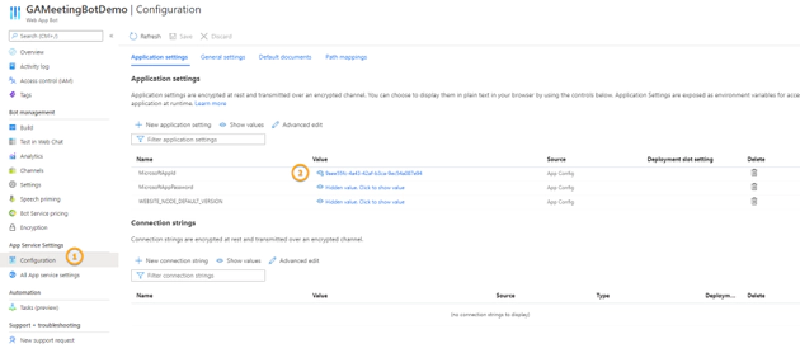 GAMeetingBotDemo | Configuration
Web App Bot
Search (Ctrl+/)
Refresh Save Discard
Overview
Activity log
Access control (IAM)
Tags
Bot management
Build
Test in Web Chat
Analytics
Channels
Settings
Speech priming
Bot Service pricing
Encryption
App Service Settings
Configuration 1
All App service settings
Automation
Tasks (preview)
Support + troubleshooting
New support request
Application settings General settings Default documents Path mappings
Application settings
Application settings are encrypted at rest and transmitted over an encrypted channel. You can choose to display them in plain text in your browser by using the controls below. Application Settings are exposed as environment variables for access
application at runtime. Learn more
New application setting Show values Advanced edit
Filter application settings
Name Value Source Deployment slot setting Delete
MicrosoftAppId 3 App Config
MicrosoftAppPassword Hidden value. Click to show value App Config
WEBSITE_NODE_DEFAULT_VERSION Hidden value. Click to show value App Config
Connection strings
Connection strings are encrypted at rest and transmitted over an encrypted channel.
New connection string Show values Advanced edit
Filter connection strings
Name Value Source Type Deploym... Delete
(no connection strings to display)